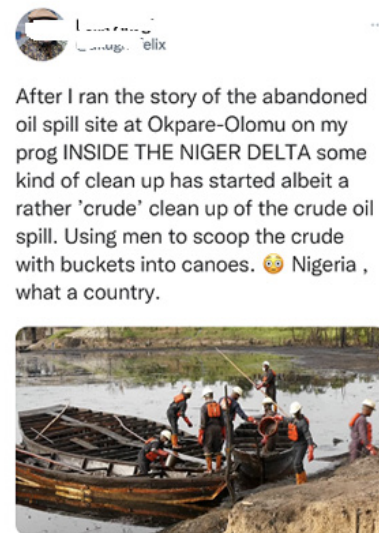 elix
After I ran the story of the abandoned
oil spill site at Okpare-Olomu on my
prog INSIDE THE NIGER DELTA some
kind of clean up has started albeit a
rather 'crude' clean up of the crude oil
spill. Using men to scoop the crude
with buckets into canoes. 😳 Nigeria ,
what a country.